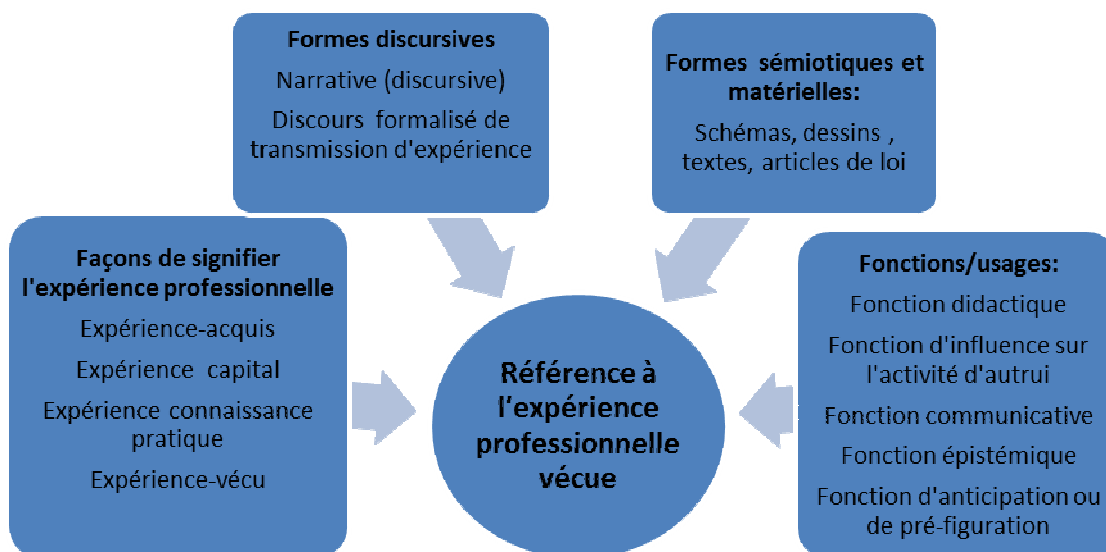 Formes discursives
Narrative (discursive)
Discours formalisé de
transmission d'expérience
Formes sémiotiques et
matérielles:
Schémas, dessins ,
textes, articles de loi
Façons de signifier
l'expérience professionnelle
Expérience-acquis
Expérience capital
Expérience connaissance
pratique
Expérience-vécu
Référence à
l’expérience
professionnelle
vécue
Fonctions/usages:
Fonction didactique
Fonction d'influence sur
l'activité d'autrui
Fonction communicative
Fonction épistémique
Fonction d'anticipation ou
de pré-figuration